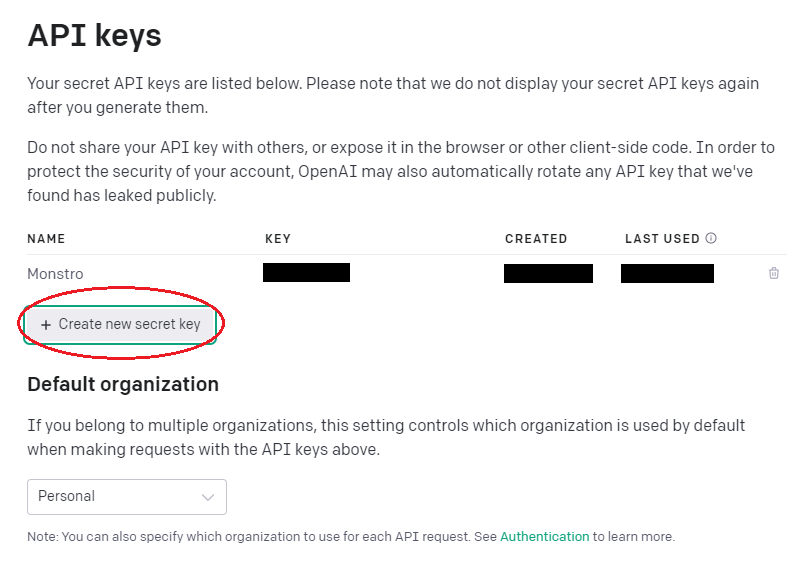 API keys
Your secret API keys are listed below. Please note that we do not display your secret API keys again
after you generate them.
Do not share your API key with others, or expose it in the browser or other client-side code. In order to
protect the security of your account, OpenAI may also automatically rotate any API key that we've
found has leaked publicly.
NAME KEY CREATED LAST USED
Monstro
+ Create new secret key
Default organization
If you belong to multiple organizations, this setting controls which organization is used by default
when making requests with the API keys above.
Personal
Note: You can also specify which organization to use for each API request. See Authentication to learn more.